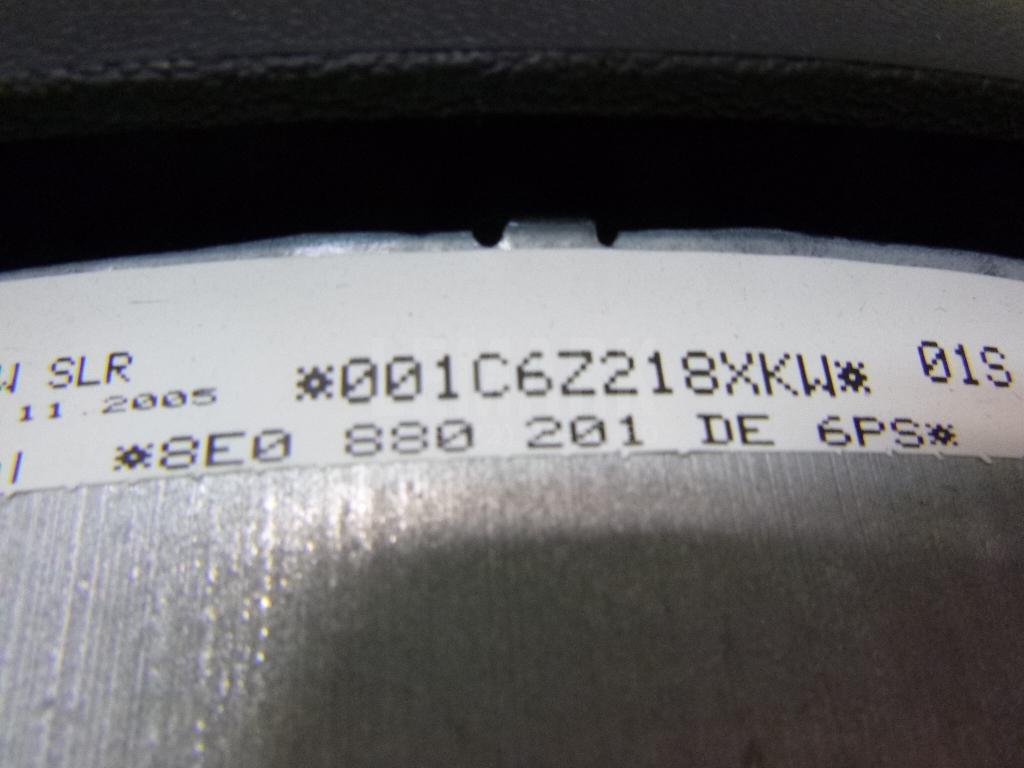 W SLR *001C6Z218XKW* 01S
11.2005
*8E0 880 201 DE 6PS*